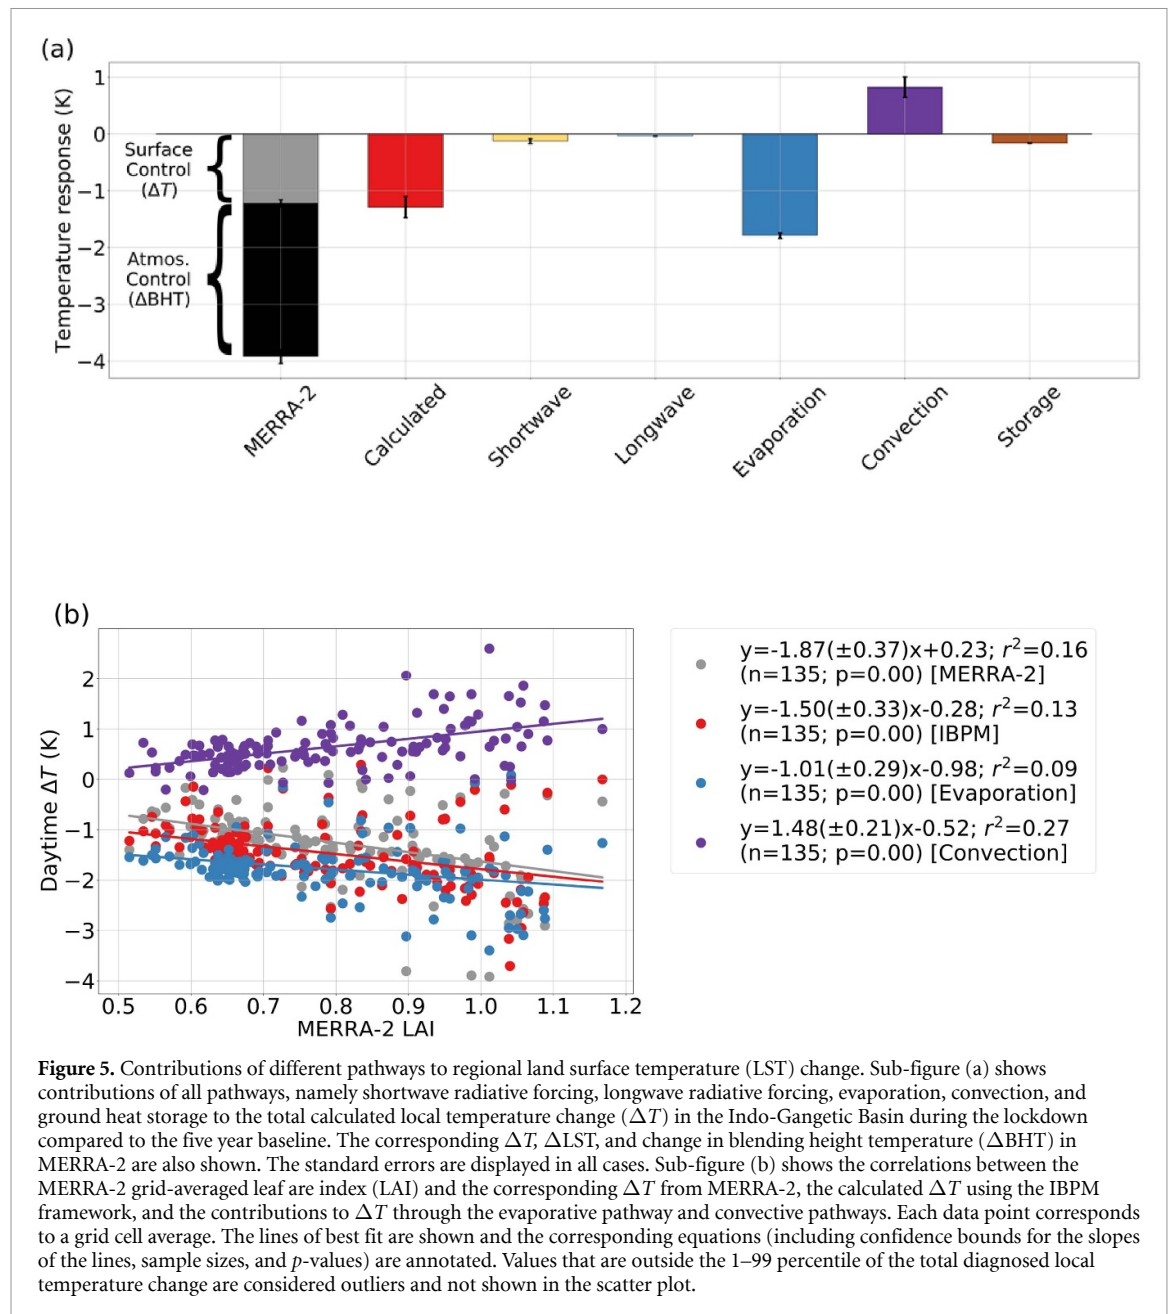 (a)
Temperature response (K)
1
0
−1
−2
−3
−4
Surface
Control
(ΔT)
Atmos.
Control
(ΔBHT)
MERRA-2
Calculated
Shortwave
Longwave
Evaporation
Convection
Storage
(b)
Daytime ΔT (K)
2
1
0
−1
−2
−3
−4
0.5 0.6 0.7 0.8 0.9 1.0 1.1 1.2
MERRA-2 LAI
y=-1.87(±0.37)x+0.23; r²=0.16
(n=135; p=0.00) [MERRA-2]
y=-1.50(±0.33)x-0.28; r²=0.13
(n=135; p=0.00) [IBPM]
y=-1.01(±0.29)x-0.98; r²=0.09
(n=135; p=0.00) [Evaporation]
y=1.48(±0.21)x-0.52; r²=0.27
(n=135; p=0.00) [Convection]
Figure 5. Contributions of different pathways to regional land surface temperature (LST) change. Sub-figure (a) shows
contributions of all pathways, namely shortwave radiative forcing, longwave radiative forcing, evaporation, convection, and
ground heat storage to the total calculated local temperature change (ΔT) in the Indo-Gangetic Basin during the lockdown
compared to the five year baseline. The corresponding ΔT, ΔLST, and change in blending height temperature (ΔBHT) in
MERRA-2 are also shown. The standard errors are displayed in all cases. Sub-figure (b) shows the correlations between the
MERRA-2 grid-averaged leaf are index (LAI) and the corresponding ΔT from MERRA-2, the calculated ΔT using the IBPM
framework, and the contributions to ΔT through the evaporative pathway and convective pathways. Each data point corresponds
to a grid cell average. The lines of best fit are shown and the corresponding equations (including confidence bounds for the slopes
of the lines, sample sizes, and p-values) are annotated. Values that are outside the 1–99 percentile of the total diagnosed local
temperature change are considered outliers and not shown in the scatter plot.